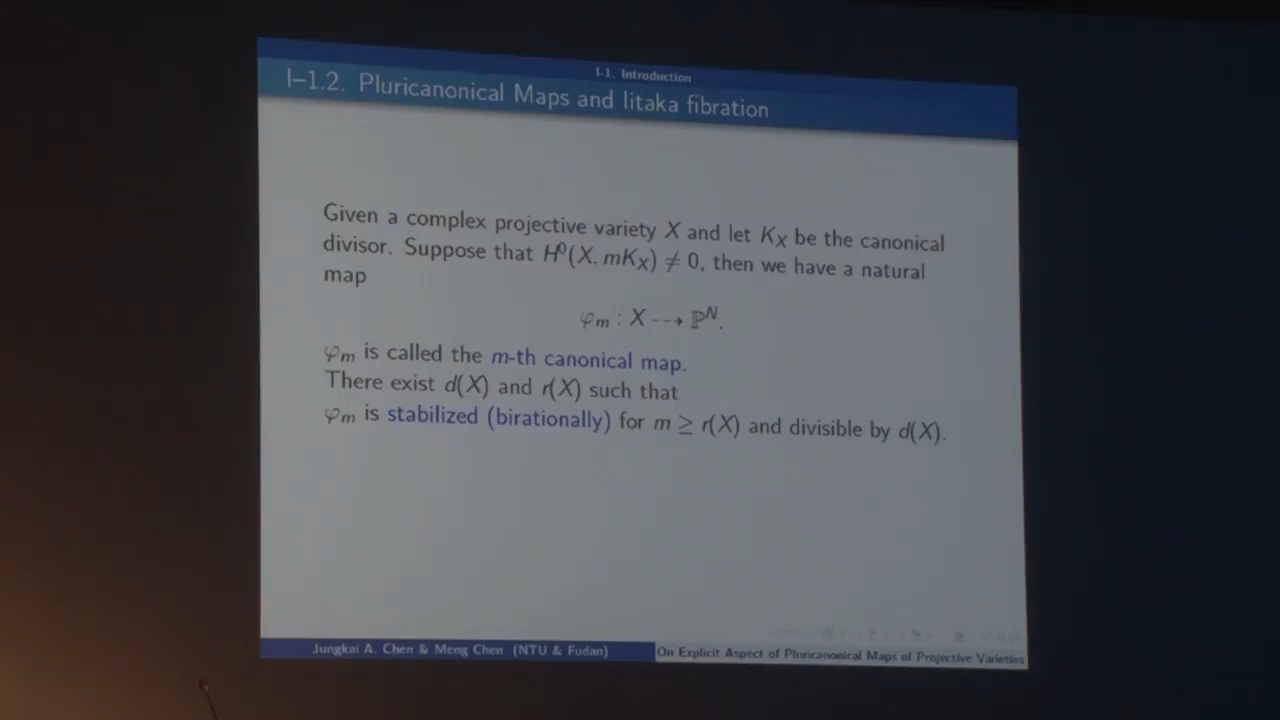 I–1. Introduction
I–1.2. Pluricanonical Maps and Iitaka fibration
Given a complex projective variety X and let K_X be the canonical
divisor. Suppose that H⁰(X, mK_X) ≠ 0, then we have a natural
map
φ_m : X ⇢ ℙ^N.
φ_m is called the m-th canonical map.
There exist d(X) and r(X) such that
φ_m is stabilized (birationally) for m ≥ r(X) and divisible by d(X).
Jungkai A. Chen & Meng Chen (NTU & Fudan)
On Explicit Aspect of Pluricanonical Maps of Projective Varieties